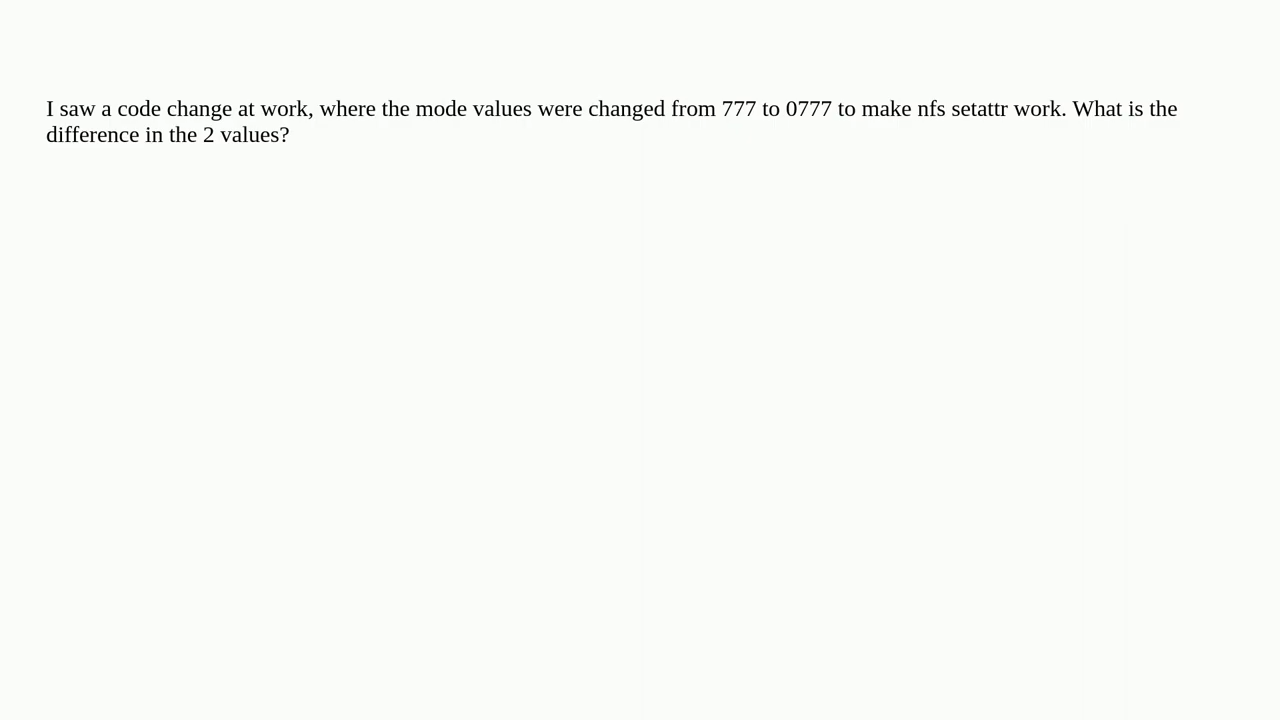 I saw a code change at work, where the mode values were changed from 777 to 0777 to make nfs setattr work. What is the
difference in the 2 values?